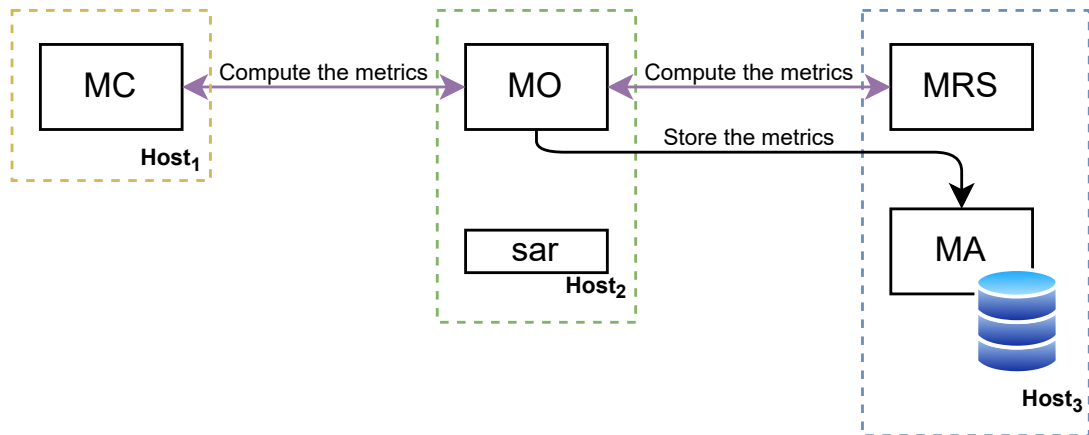 MC
Compute the metrics
MO
Compute the metrics
MRS
Host1
Store the metrics
sar
MA
Host2
Host3